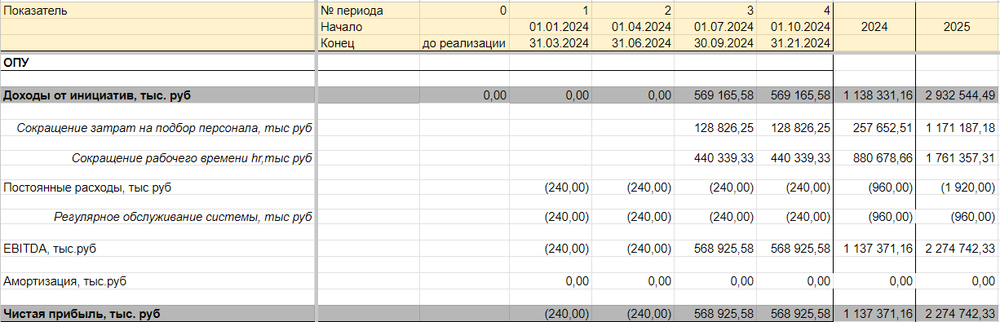 Показатель № периода 0 1 2 3 4
Начало 01.01.2024 01.04.2024 01.07.2024 01.10.2024 2024 2025
Конец до реализации 31.03.2024 31.06.2024 30.09.2024 31.21.2024
ОПУ
Доходы от инициатив, тыс. руб 0,00 0,00 0,00 569 165,58 569 165,58 1 138 331,16 2 932 544,49
Сокращение затрат на подбор персонала, тыс руб 128 826,25 128 826,25 257 652,51 1 171 187,18
Сокращение рабочего времени hr,тыс руб 440 339,33 440 339,33 880 678,66 1 761 357,31
Постоянные расходы, тыс руб (240,00) (240,00) (240,00) (240,00) (960,00) (1 920,00)
Регулярное обслуживание системы, тыс руб (240,00) (240,00) (240,00) (240,00) (960,00) (960,00)
EBITDA, тыс.руб (240,00) (240,00) 568 925,58 568 925,58 1 137 371,16 2 274 742,33
Амортизация, тыс.руб 0,00 0,00 0,00 0,00 0,00 0,00
Чистая прибыль, тыс. руб (240,00) (240,00) 568 925,58 568 925,58 1 137 371,16 2 274 742,33